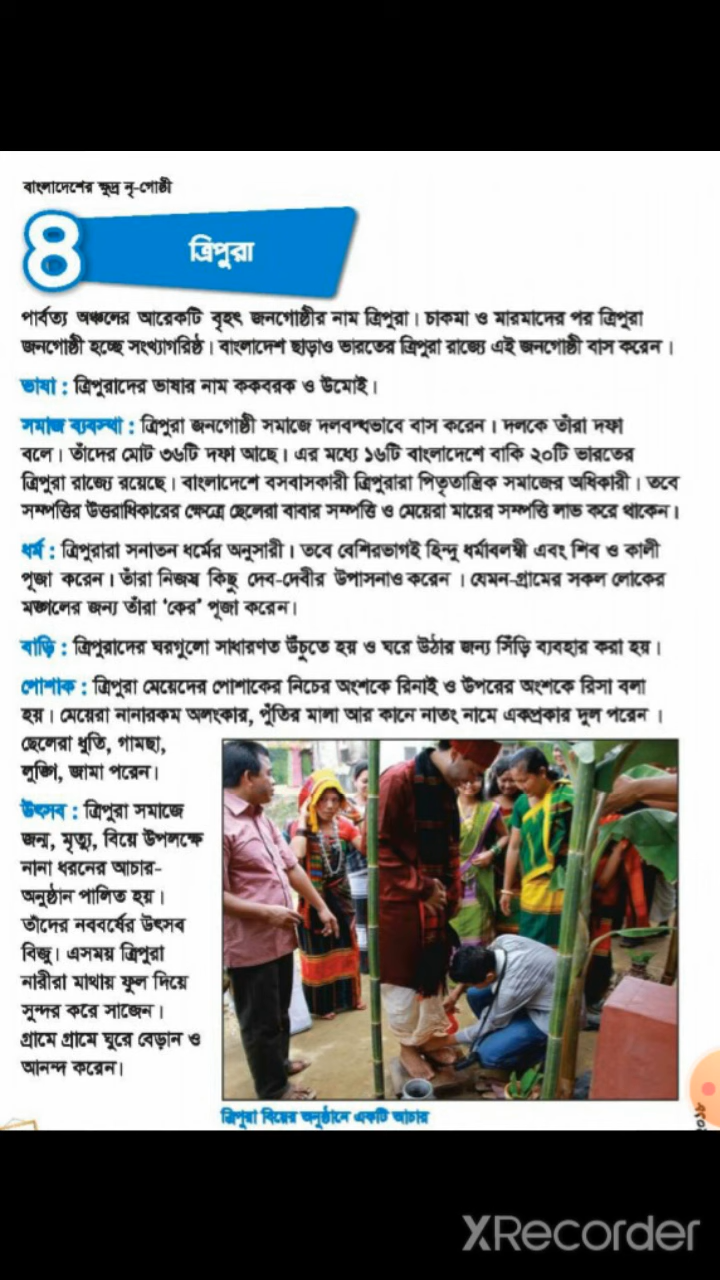 বাংলাদেশের ক্ষুদ্র নৃ-গোষ্ঠী
৪
ত্রিপুরা
পার্বত্য অঞ্চলের আরেকটি বৃহৎ জনগোষ্ঠীর নাম ত্রিপুরা। চাকমা ও মারমাদের পর ত্রিপুরা
জনগোষ্ঠী হচ্ছে সংখ্যাগরিষ্ঠ। বাংলাদেশ ছাড়াও ভারতের ত্রিপুরা রাজ্যে এই জনগোষ্ঠী বাস করেন।
ভাষা : ত্রিপুরাদের ভাষার নাম ককবরক ও উমোই।
সমাজ ব্যবস্থা : ত্রিপুরা জনগোষ্ঠী সমাজে দলবদ্ধভাবে বাস করেন। দলকে তাঁরা দফা
বলে। তাঁদের মোট ৩৬টি দফা আছে। এর মধ্যে ১৬টি বাংলাদেশে বাকি ২০টি ভারতের
ত্রিপুরা রাজ্যে রয়েছে। বাংলাদেশে বসবাসকারী ত্রিপুরারা পিতৃতান্ত্রিক সমাজের অধিকারী। তবে
সম্পত্তির উত্তরাধিকারের ক্ষেত্রে ছেলেরা বাবার সম্পত্তি ও মেয়েরা মায়ের সম্পত্তি লাভ করে থাকেন।
ধর্ম : ত্রিপুরারা সনাতন ধর্মের অনুসারী। তবে বেশিরভাগই হিন্দু ধর্মাবলম্বী এবং শিব ও কালী
পূজা করেন। তাঁরা নিজস্ব কিছু দেব-দেবীর উপাসনাও করেন। যেমন-গ্রামের সকল লোকের
মঙ্গলের জন্য তাঁরা ‘কের’ পূজা করেন।
বাড়ি : ত্রিপুরাদের ঘরগুলো সাধারণত উঁচুতে হয় ও ঘরে উঠার জন্য সিঁড়ি ব্যবহার করা হয়।
পোশাক : ত্রিপুরা মেয়েদের পোশাকের নিচের অংশকে রিনাই ও উপরের অংশকে রিসা বলা
হয়। মেয়েরা নানারকম অলংকার, পুঁতির মালা আর কানে নাতং নামে একপ্রকার দুল পরেন।
ছেলেরা ধুতি, গামছা,
লুঙ্গি, জামা পরেন।
উৎসব : ত্রিপুরা সমাজে
জন্ম, মৃত্যু, বিয়ে উপলক্ষে
নানা ধরনের আচার-
অনুষ্ঠান পালিত হয়।
তাঁদের নববর্ষের উৎসব
বিজু। এসময় ত্রিপুরা
নারীরা মাথায় ফুল দিয়ে
সুন্দর করে সাজেন।
গ্রামে গ্রামে ঘুরে বেড়ান ও
আনন্দ করেন।
ত্রিপুরা বিয়ের অনুষ্ঠানে একটি আচার
XRecorder